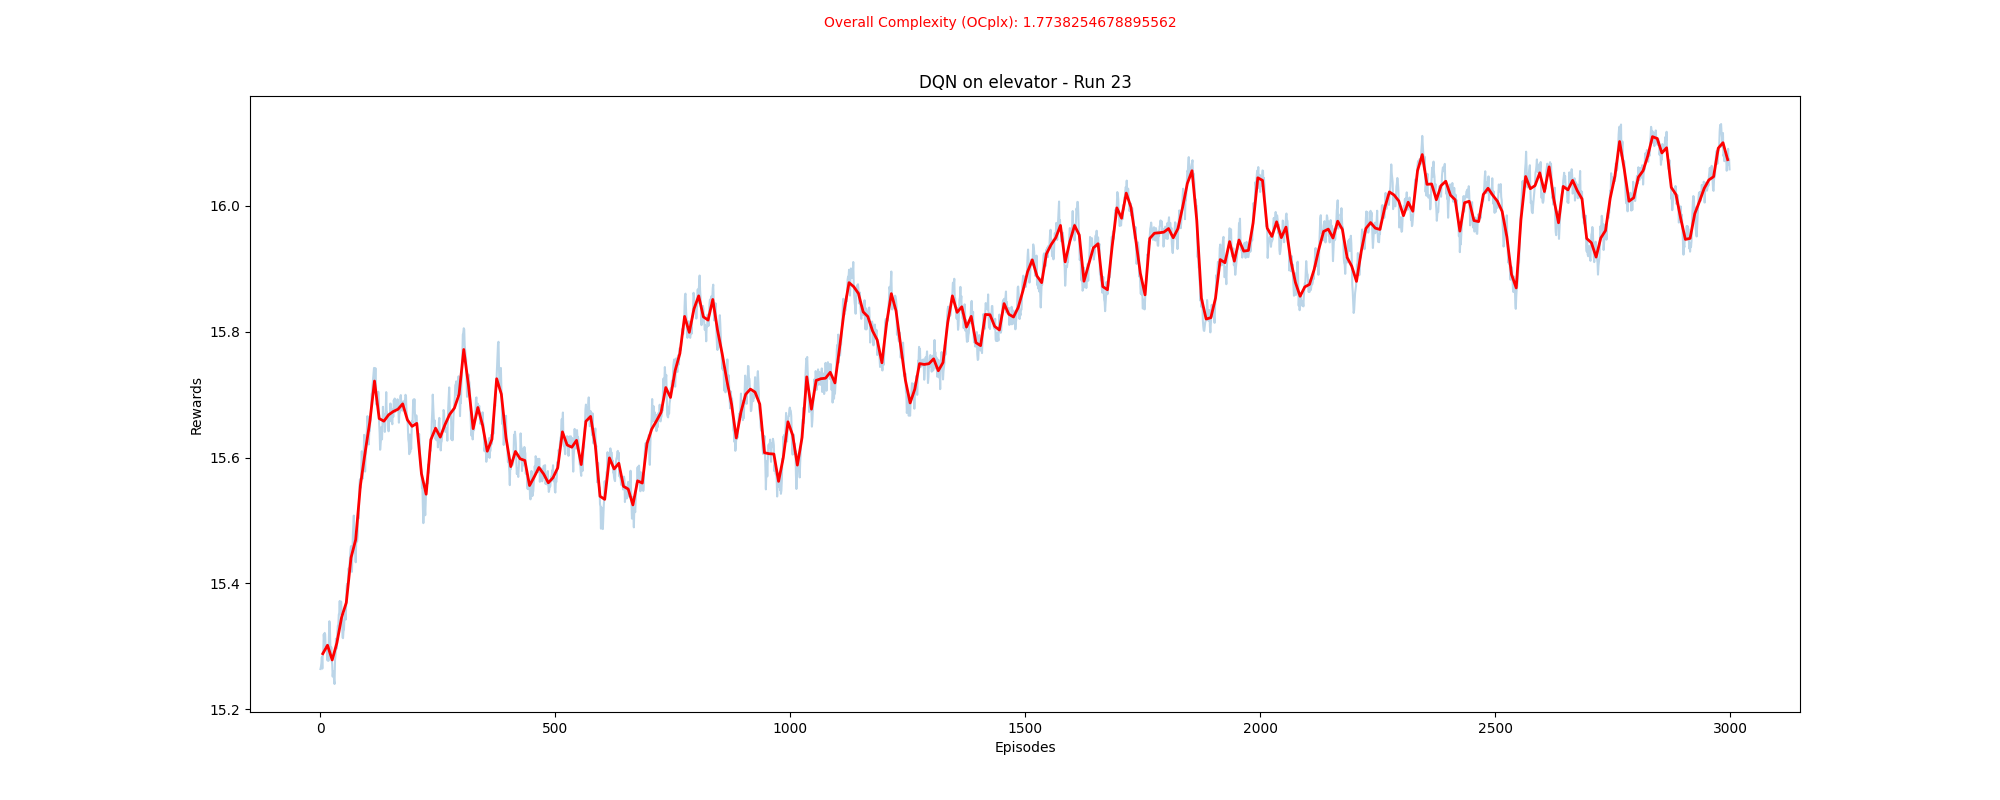 Overall Complexity (OCplx): 1.7738254678895562
DQN on elevator - Run 23
Rewards
16.0
15.8
15.6
15.4
15.2
0 500 1000 1500 2000 2500 3000
Episodes